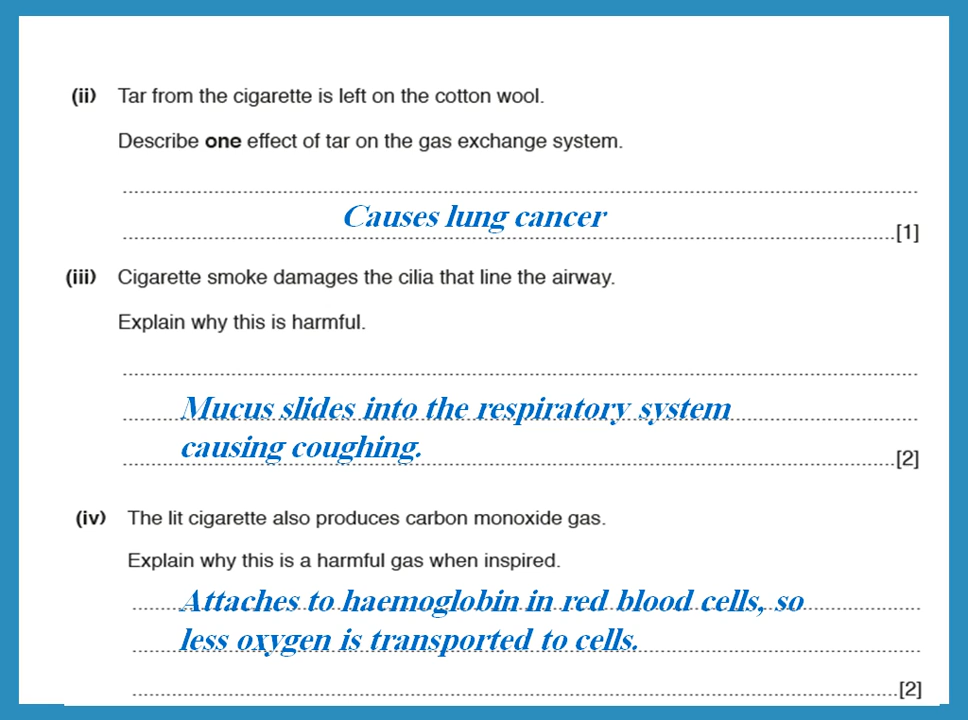 (ii) Tar from the cigarette is left on the cotton wool.
Describe one effect of tar on the gas exchange system.
Causes lung cancer
[1]
(iii) Cigarette smoke damages the cilia that line the airway.
Explain why this is harmful.
Mucus slides into the respiratory system
causing coughing.
[2]
(iv) The lit cigarette also produces carbon monoxide gas.
Explain why this is a harmful gas when inspired.
Attaches to haemoglobin in red blood cells, so
less oxygen is transported to cells.
[2]